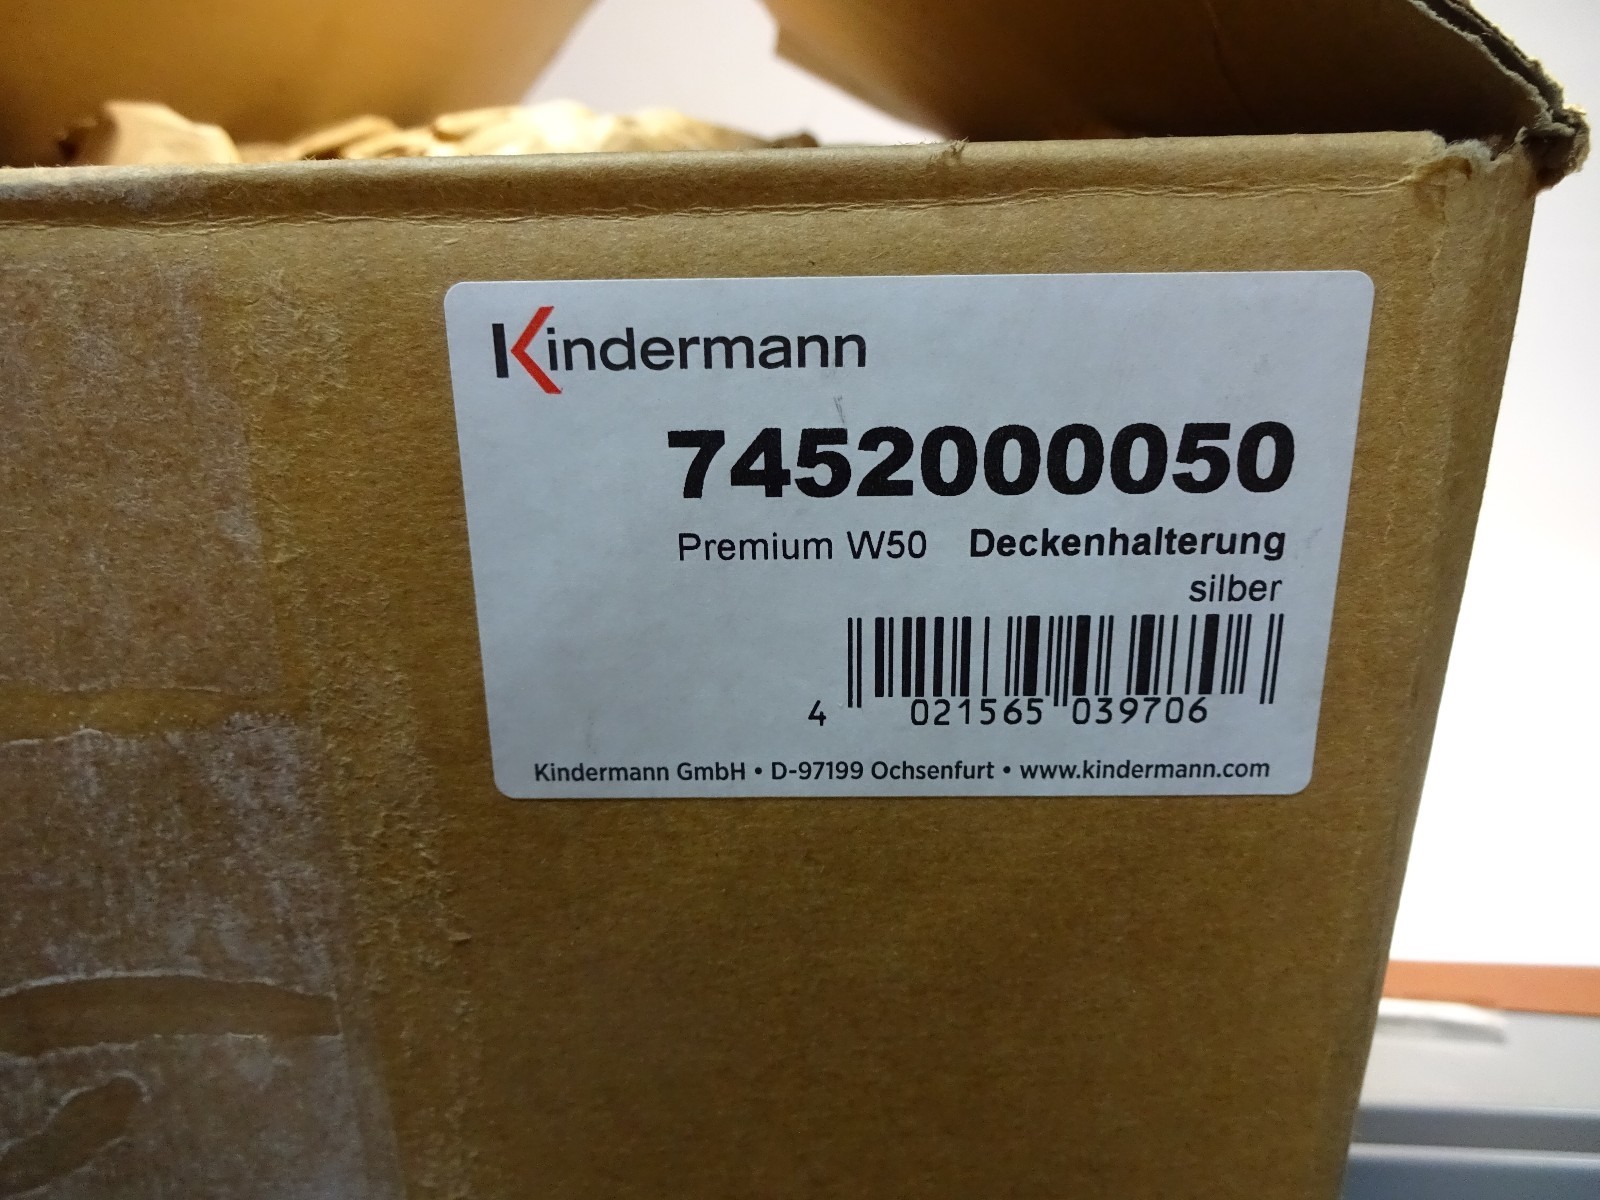 Kindermann
7452000050
Premium W50 Deckenhalterung
silber
4 021565 039706
Kindermann GmbH • D-97199 Ochsenfurt • www.kindermann.com